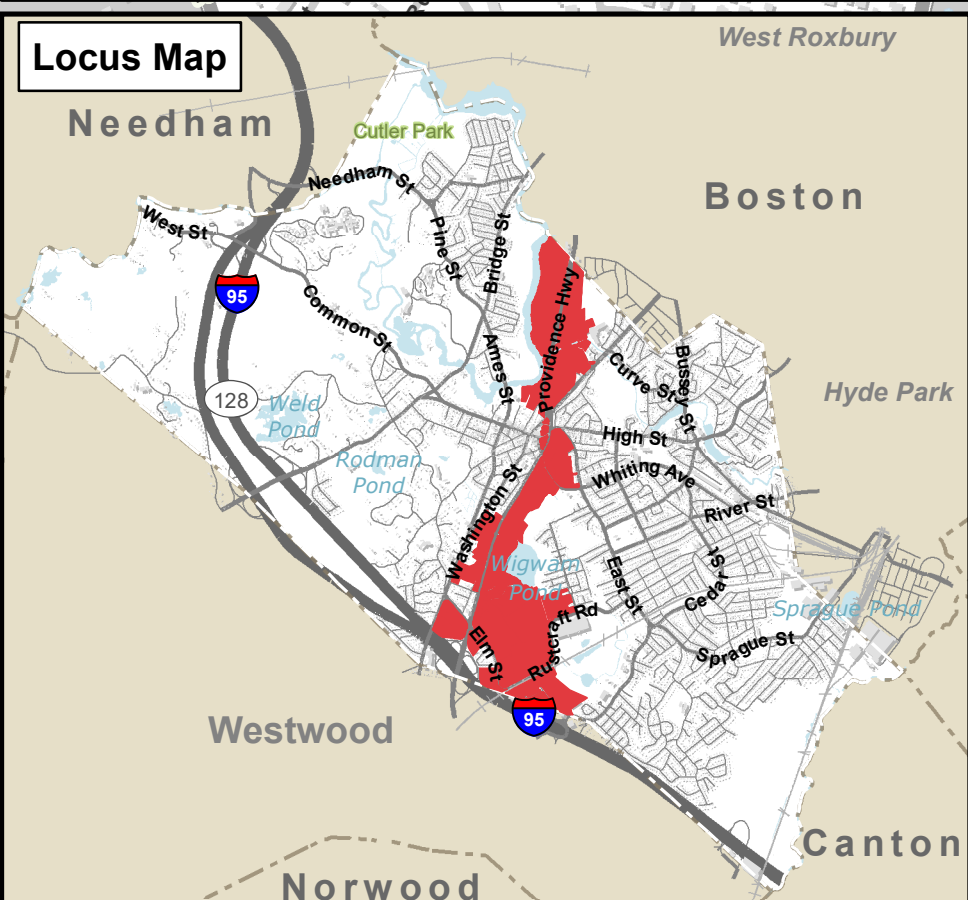 West Roxbury
Locus Map
Needham
Cutler Park
Needham St
Boston
West St
Pine St
Bridge St
95
Providence Hwy
Common St
Ames St
Curve St
Bussey St
Hyde Park
128
Weld
Pond
High St
Rodman
Pond
Whiting Ave
Washington St
River St
Wigwam
Pond
East St
Cedar St
Sprague Pond
Rustcraft Rd
Elm St
Sprague St
95
Westwood
Canton
Norwood